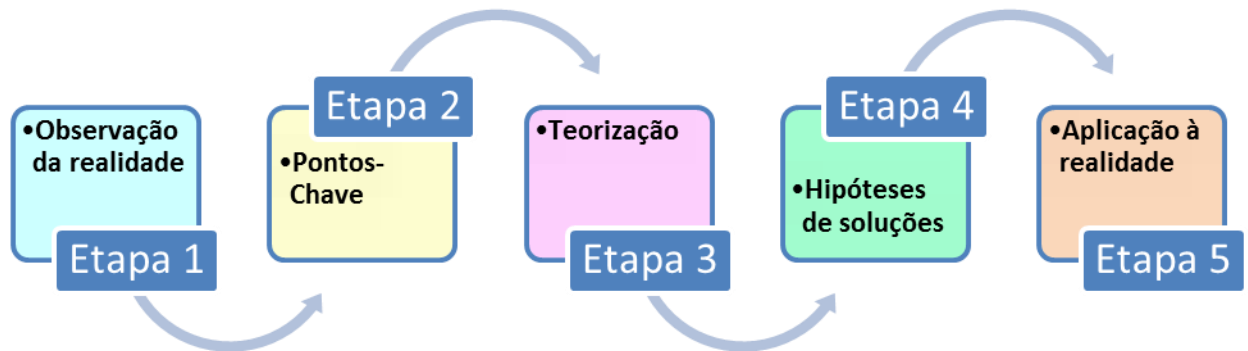 •Observação
da realidade
Etapa 1
Etapa 2
•Pontos-
Chave
•Teorização
Etapa 3
Etapa 4
•Hipóteses
de soluções
•Aplicação à
realidade
Etapa 5